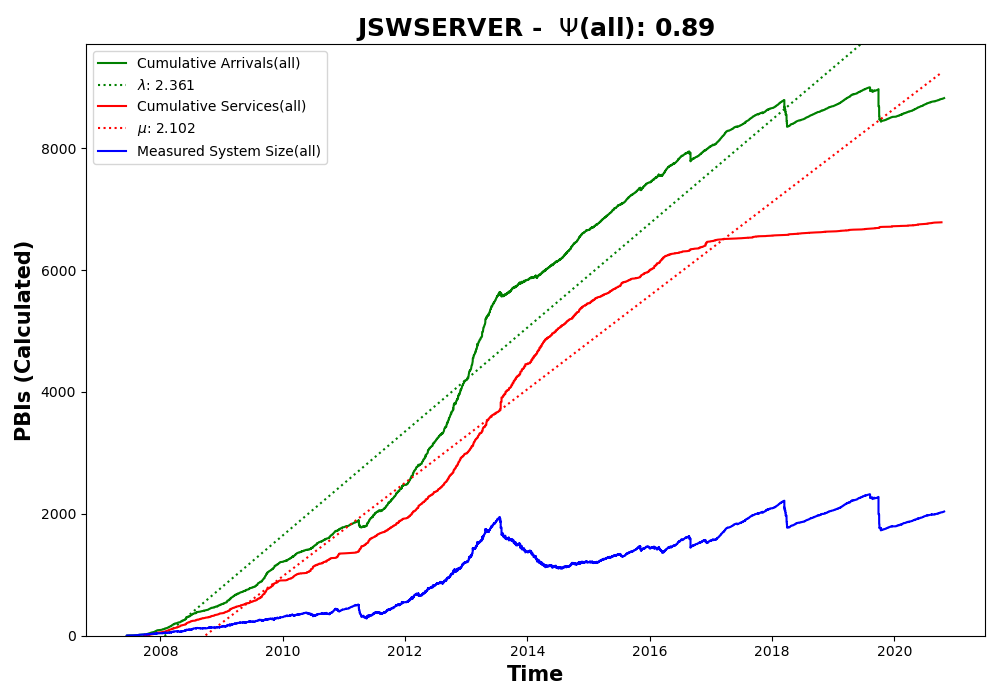 JSWSERVER - Ψ(all): 0.89
Cumulative Arrivals(all)
λ: 2.361
Cumulative Services(all)
μ: 2.102
Measured System Size(all)
PBIs (Calculated)
8000
6000
4000
2000
0
2008 2010 2012 2014 2016 2018 2020
Time